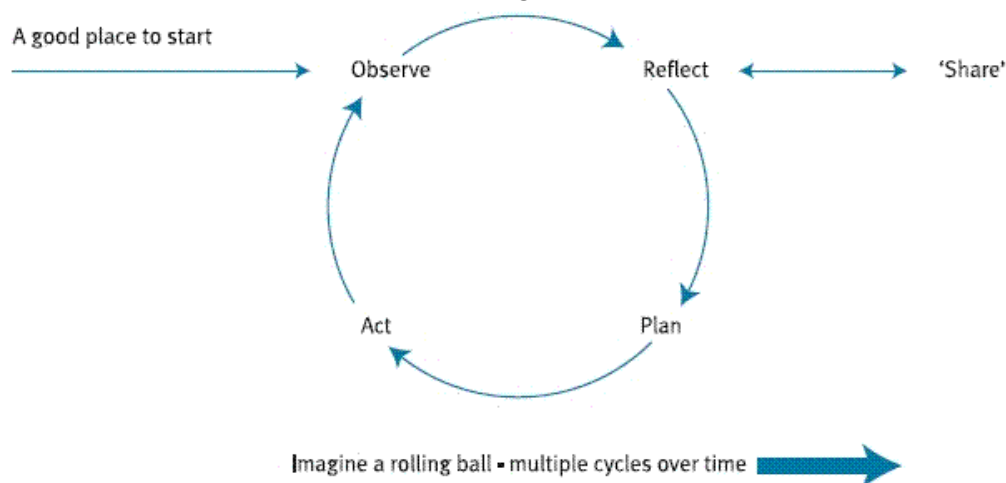 A good place to start
Observe
Reflect
‘Share’
Act
Plan
Imagine a rolling ball - multiple cycles over time